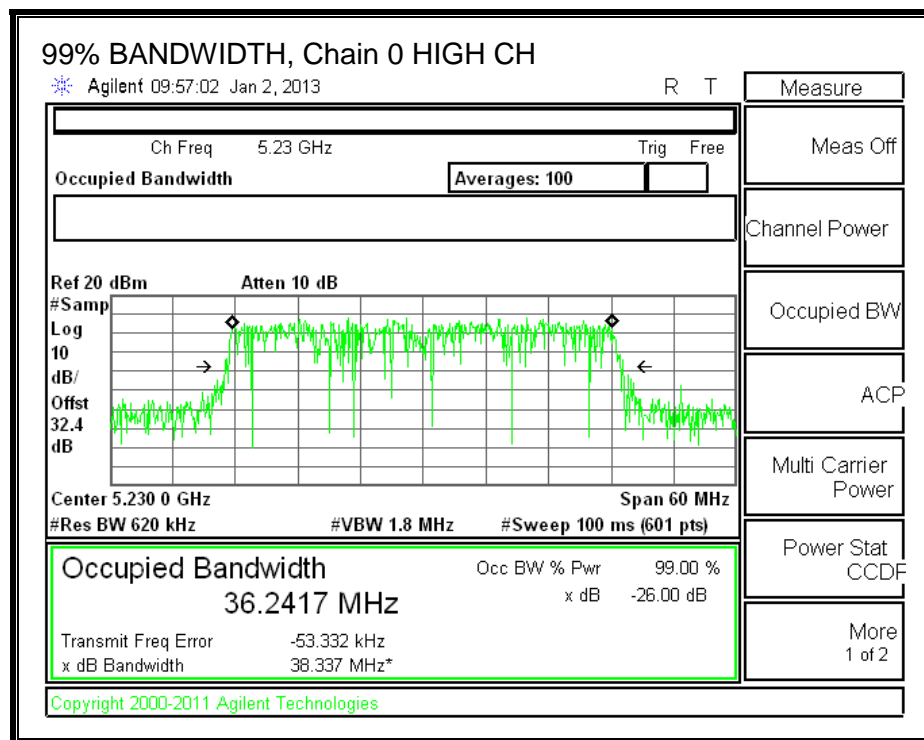 99% BANDWIDTH, Chain 0 HIGH CH
Agilent 09:57:02 Jan 2, 2013 R T
Measure
Ch Freq 5.23 GHz Trig Free
Occupied Bandwidth Averages: 100
Ref 20 dBm Atten 10 dB
#Samp
Log
10
dB/
Offst
32.4
dB
Center 5.230 0 GHz Span 60 MHz
#Res BW 620 kHz #VBW 1.8 MHz #Sweep 100 ms (601 pts)
Occupied Bandwidth Occ BW % Pwr 99.00 %
36.2417 MHz x dB -26.00 dB
Transmit Freq Error -53.332 kHz
x dB Bandwidth 38.337 MHz*
Copyright 2000-2011 Agilent Technologies
Meas Off
Channel Power
Occupied BW
ACP
Multi Carrier
Power
Power Stat
CCDF
More
1 of 2